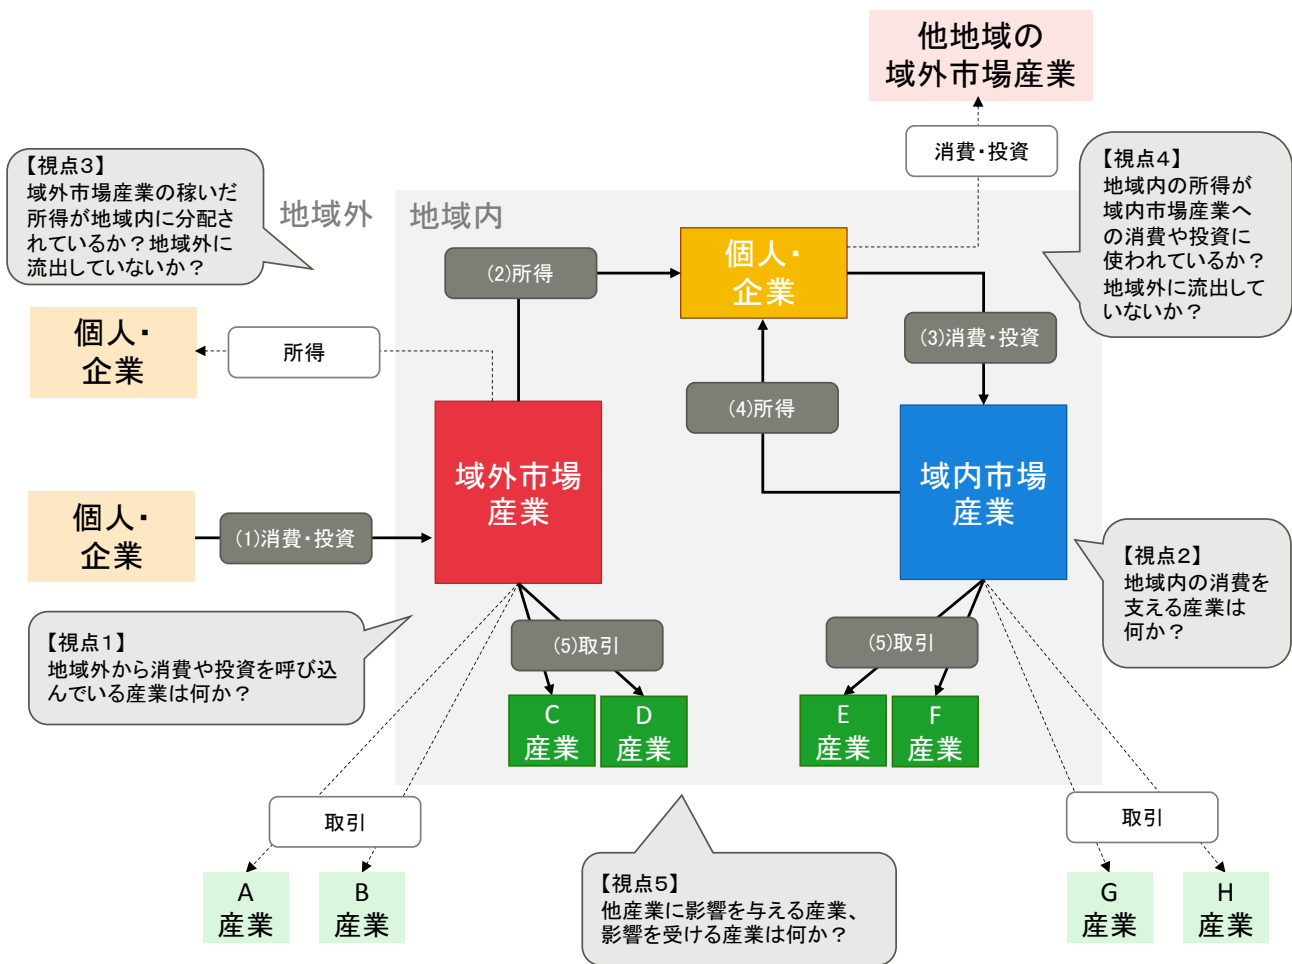 他地域の
域外市場産業
消費・投資
【視点3】
域外市場産業の稼いだ
所得が地域内に分配さ
れているか？地域外に
流出していないか？
【視点4】
地域内の所得が
域内市場産業へ
の消費や投資に
使われているか？
地域外に流出して
いないか？
地域外
地域内
(2)所得
個人・
企業
個人・
企業
所得
(3)消費・投資
(4)所得
域外市場
産業
域内市場
産業
個人・
企業
(1)消費・投資
【視点2】
地域内の消費を
支える産業は
何か？
【視点1】
地域外から消費や投資を呼び込
んでいる産業は何か？
(5)取引
(5)取引
C
産業
D
産業
E
産業
F
産業
取引
取引
A
産業
B
産業
【視点5】
他産業に影響を与える産業、
影響を受ける産業は何か？
G
産業
H
産業